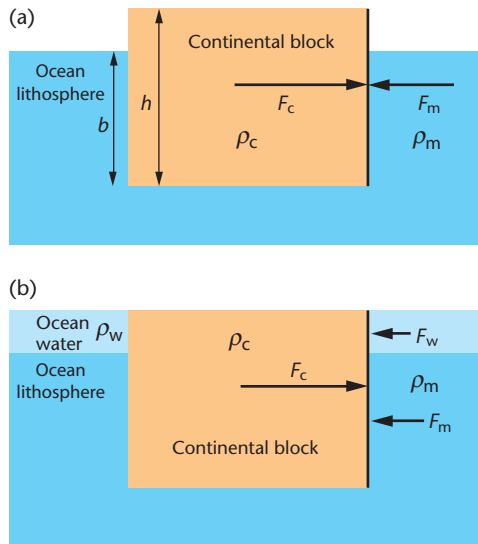 (a)
Continental block
Ocean
lithosphere
b
h
Fc
Fm
ρc
ρm
(b)
Ocean
water
ρw
ρc
Fw
Ocean
lithosphere
Fc
ρm
Fm
Continental block